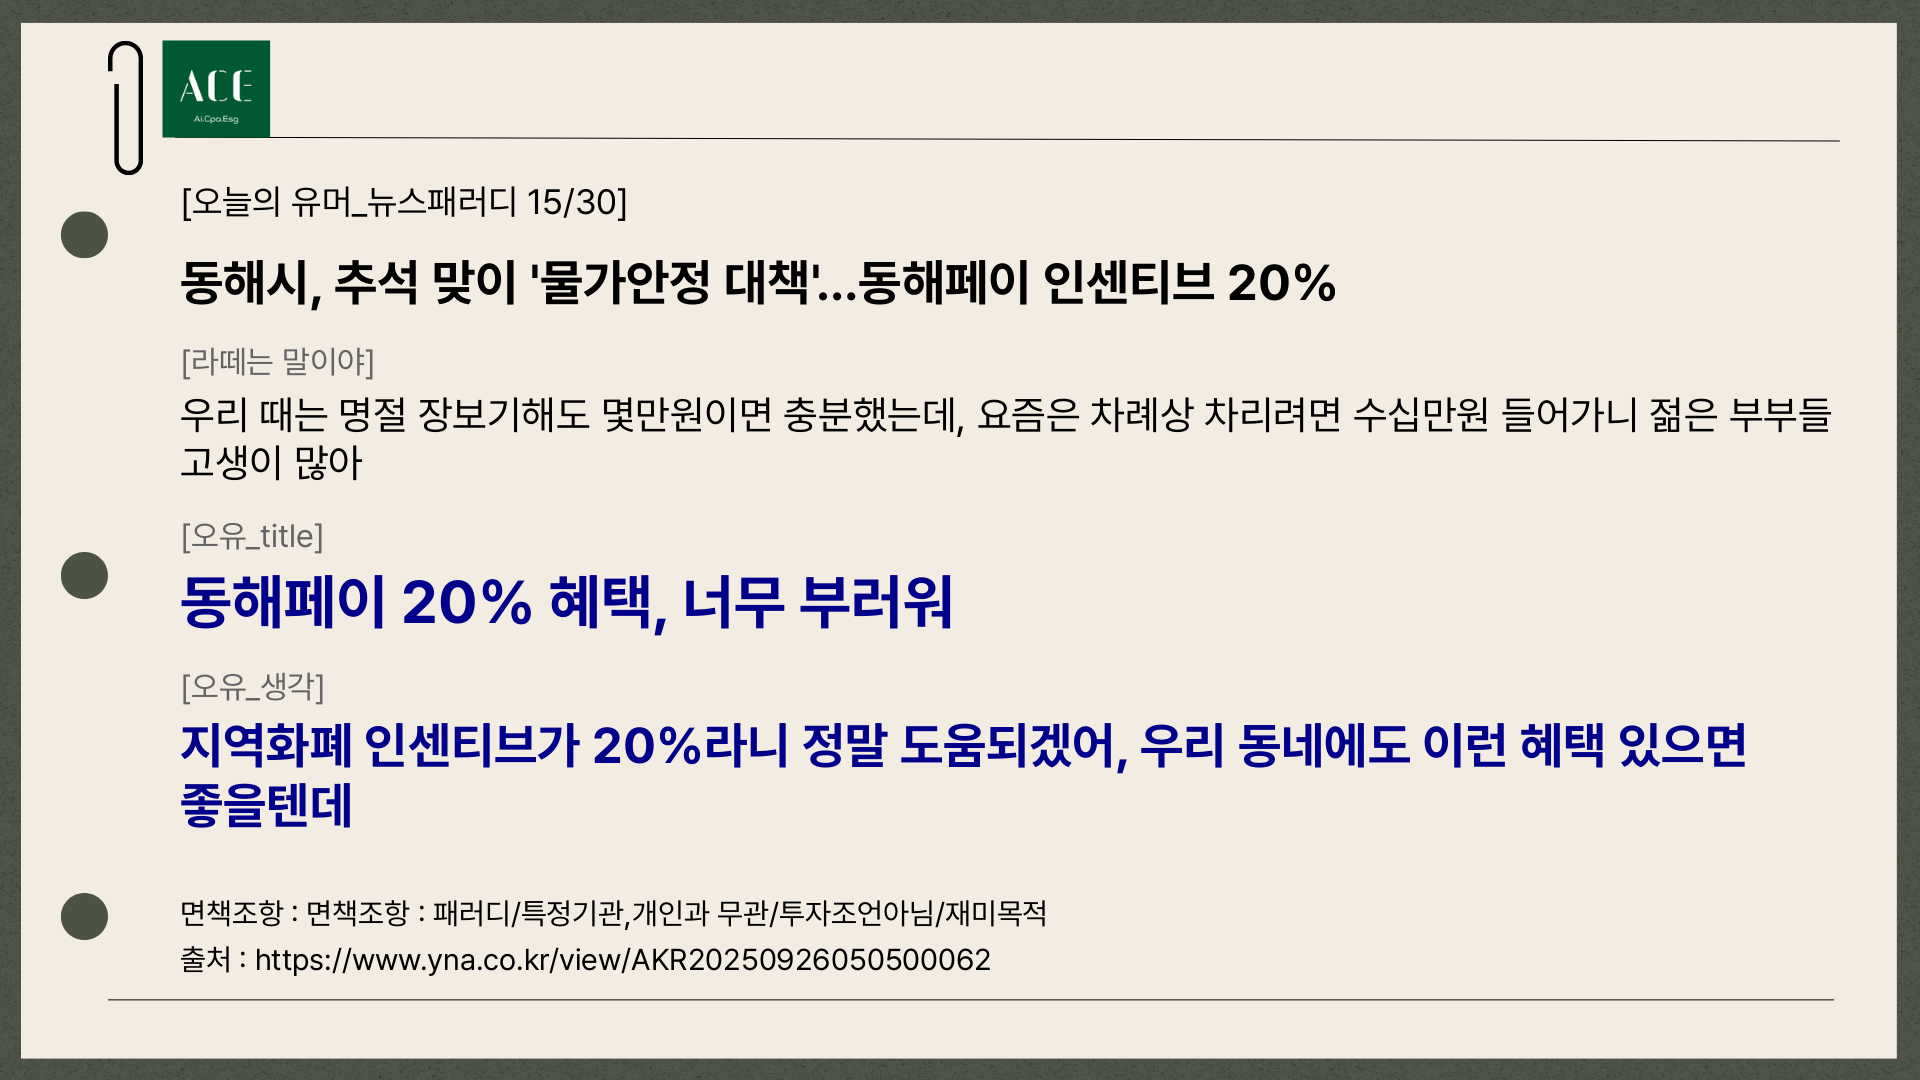 ACE
Ai.Cpa.Esg
[오늘의 유머_뉴스패러디 15/30]
동해시, 추석 맞이 '물가안정 대책'...동해페이 인센티브 20%
[라떼는 말이야]
우리 때는 명절 장보기해도 몇만원이면 충분했는데, 요즘은 차례상 차리려면 수십만원 들어가니 젊은 부부들
고생이 많아
[오유_title]
동해페이 20% 혜택, 너무 부러워
[오유_생각]
지역화폐 인센티브가 20%라니 정말 도움되겠어, 우리 동네에도 이런 혜택 있으면
좋을텐데
면책조항 : 면책조항 : 패러디/특정기관,개인과 무관/투자조언아님/재미목적
출처 : https://www.yna.co.kr/view/AKR20250926050500062